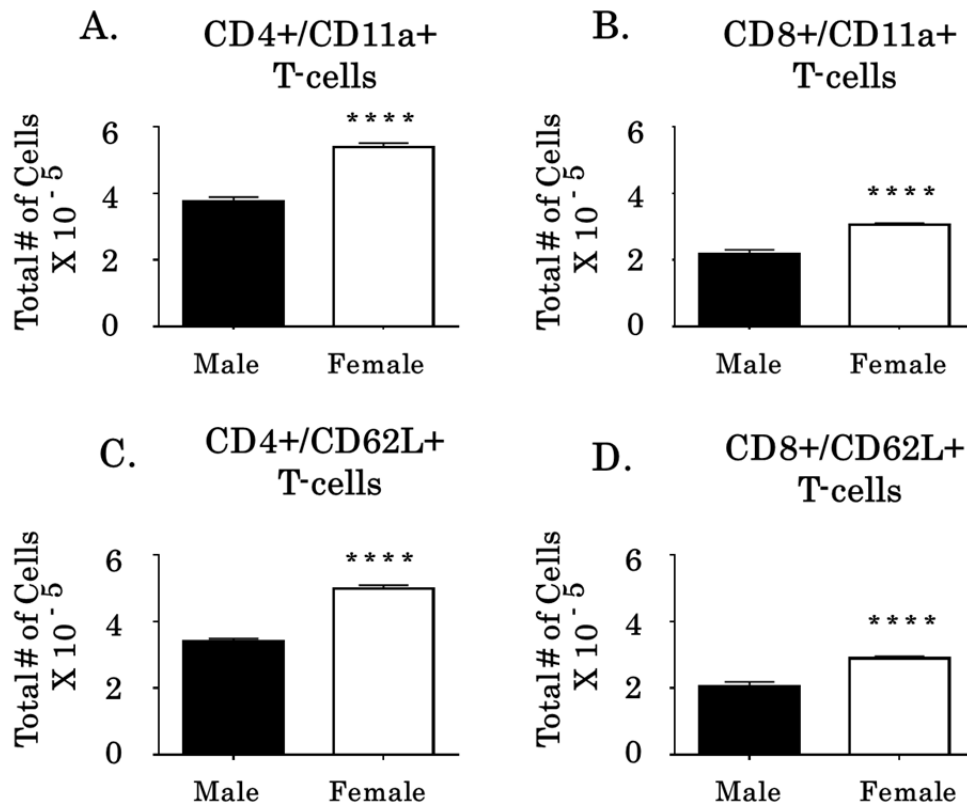 A.
CD4+/CD11a+
T-cells
Total # of Cells
X 10 - 5
6
4
2
0
****
Male
Female
B.
CD8+/CD11a+
T-cells
Total # of Cells
X 10 - 5
6
4
2
0
****
Male
Female
C.
CD4+/CD62L+
T-cells
Total # of Cells
X 10 - 5
6
4
2
0
****
Male
Female
D.
CD8+/CD62L+
T-cells
Total # of Cells
X 10 - 5
6
4
2
0
****
Male
Female